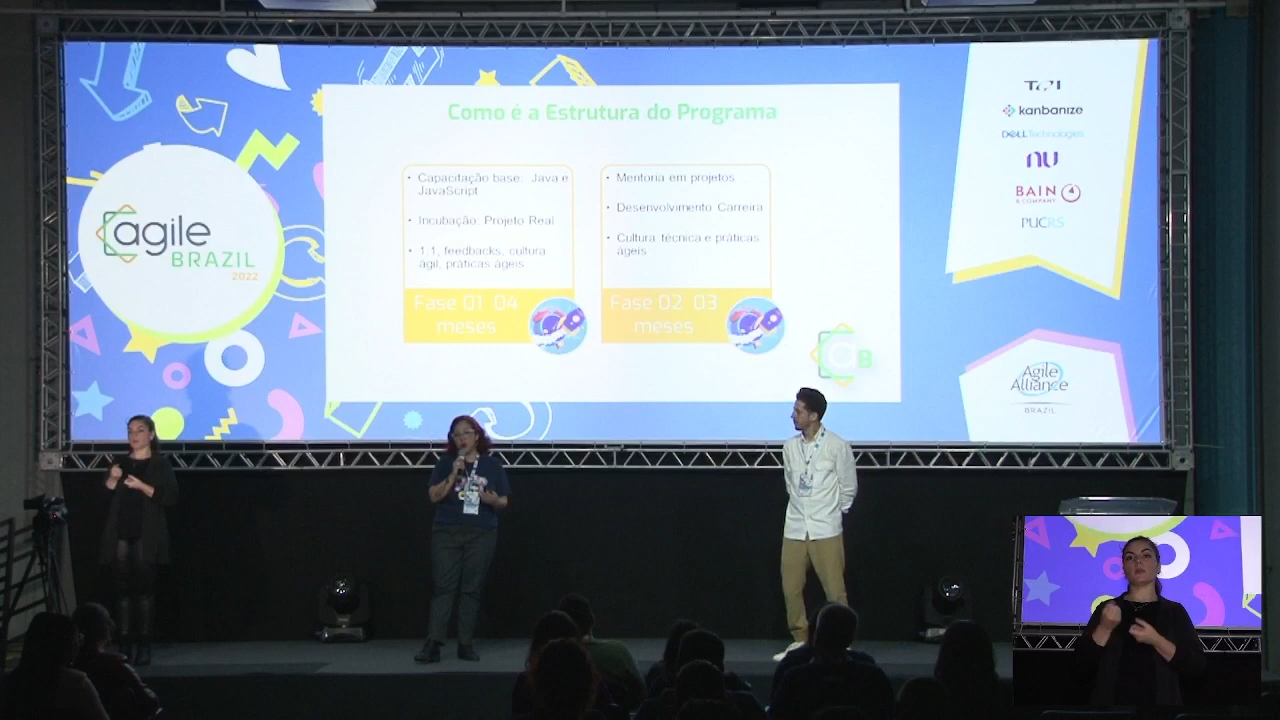 Como é a Estrutura do Programa
• Capacitação base: Java e
JavaScript
• Incubação: Projeto Real
• 1:1, feedbacks, cultura
ágil, práticas ágeis
Fase 01 04
meses
• Mentoria em projetos
• Desenvolvimento Carreira
• Cultura técnica e práticas
ágeis
Fase 02 03
meses
agile
BRAZIL
2022
kanbanize
DELL Technologies
nu
BAIN
& COMPANY
PUCRS
Agile
Alliance
BRAZIL